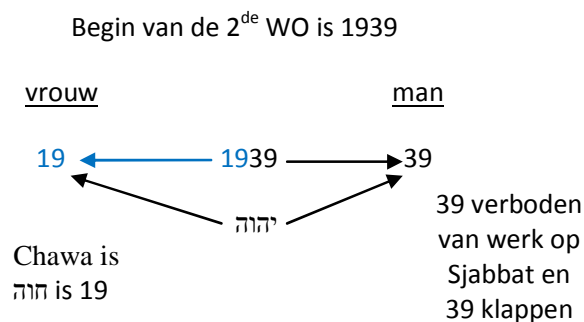 Begin van de 2de WO is 1939
vrouw man
19 1939 39
יהוה
39 verboden
van werk op
Sjabbat en
39 klappen
Chawa is
חוה is 19